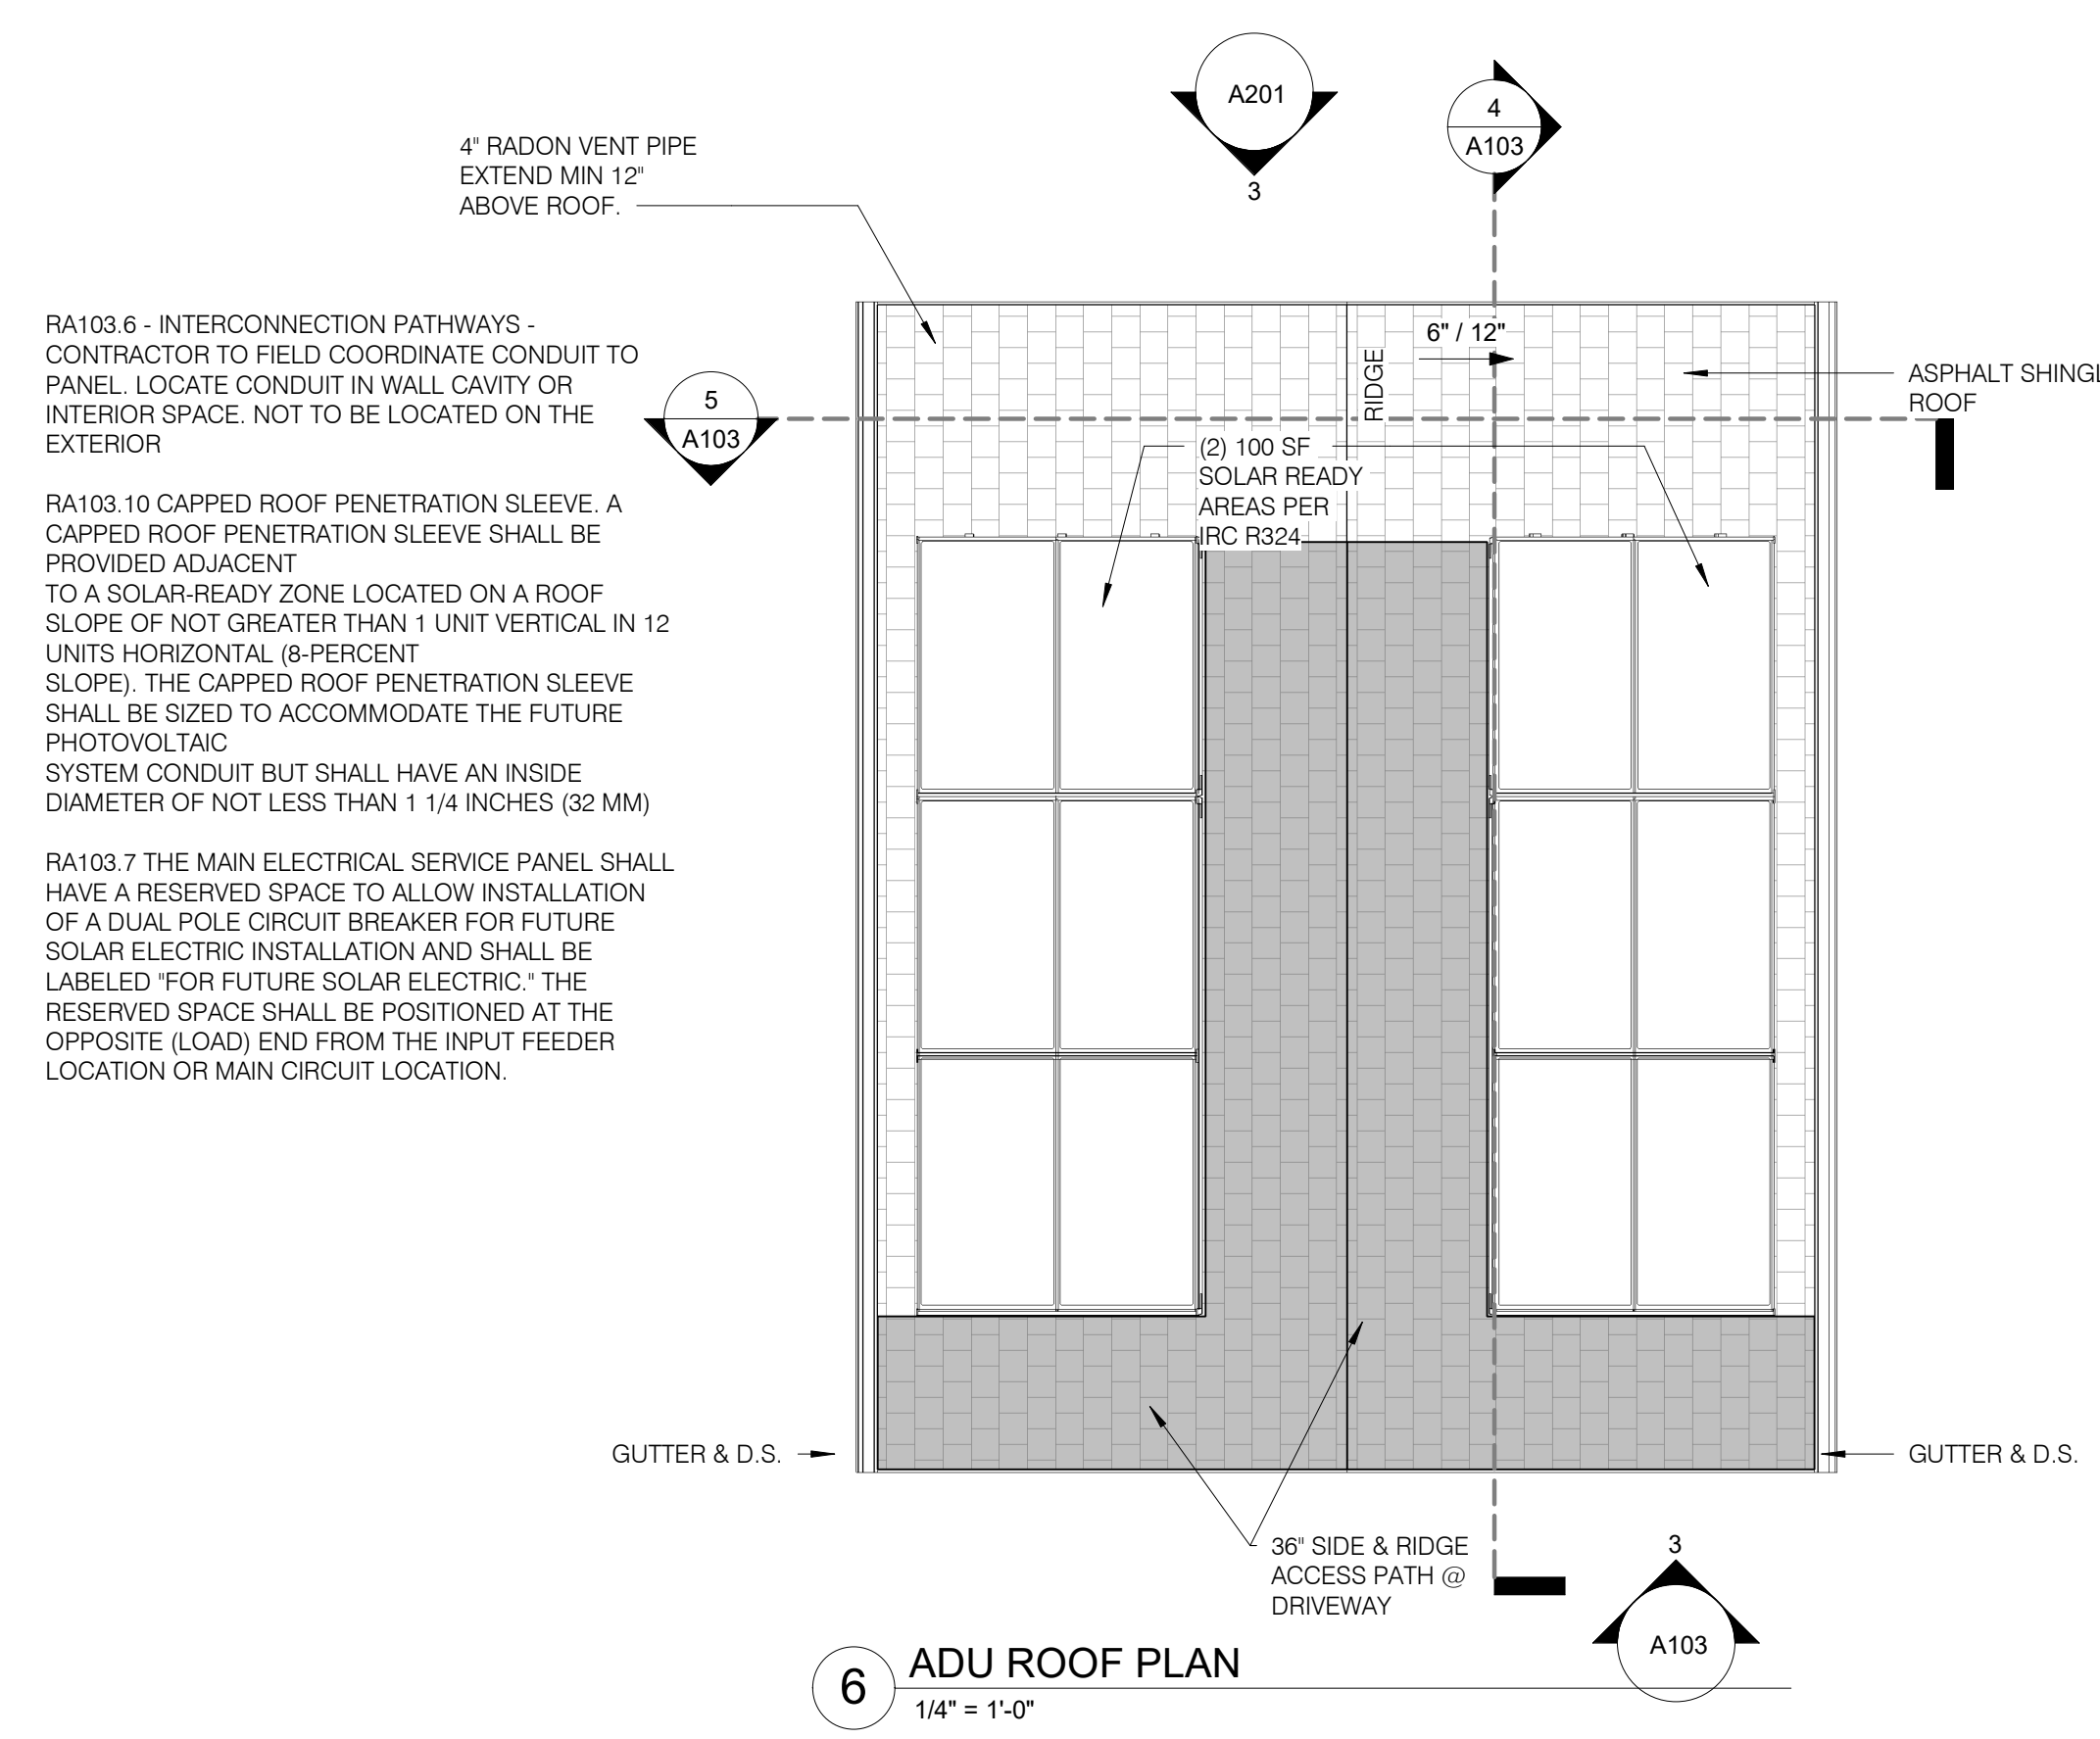 A201
3
4
A103
4" RADON VENT PIPE
EXTEND MIN 12"
ABOVE ROOF.
RA103.6 - INTERCONNECTION PATHWAYS -
CONTRACTOR TO FIELD COORDINATE CONDUIT TO
PANEL. LOCATE CONDUIT IN WALL CAVITY OR
INTERIOR SPACE. NOT TO BE LOCATED ON THE
EXTERIOR
RA103.10 CAPPED ROOF PENETRATION SLEEVE. A
CAPPED ROOF PENETRATION SLEEVE SHALL BE
PROVIDED ADJACENT
TO A SOLAR-READY ZONE LOCATED ON A ROOF
SLOPE OF NOT GREATER THAN 1 UNIT VERTICAL IN 12
UNITS HORIZONTAL (8-PERCENT
SLOPE). THE CAPPED ROOF PENETRATION SLEEVE
SHALL BE SIZED TO ACCOMMODATE THE FUTURE
PHOTOVOLTAIC
SYSTEM CONDUIT BUT SHALL HAVE AN INSIDE
DIAMETER OF NOT LESS THAN 1 1/4 INCHES (32 MM)
RA103.7 THE MAIN ELECTRICAL SERVICE PANEL SHALL
HAVE A RESERVED SPACE TO ALLOW INSTALLATION
OF A DUAL POLE CIRCUIT BREAKER FOR FUTURE
SOLAR ELECTRIC INSTALLATION AND SHALL BE
LABELED "FOR FUTURE SOLAR ELECTRIC." THE
RESERVED SPACE SHALL BE POSITIONED AT THE
OPPOSITE (LOAD) END FROM THE INPUT FEEDER
LOCATION OR MAIN CIRCUIT LOCATION.
5
A103
RIDGE
6" / 12"
ASPHALT SHINGL
ROOF
(2) 100 SF
SOLAR READY
AREAS PER
IRC R324
GUTTER & D.S.
GUTTER & D.S.
36" SIDE & RIDGE
ACCESS PATH @
DRIVEWAY
3
A103
6
ADU ROOF PLAN
1/4" = 1'-0"